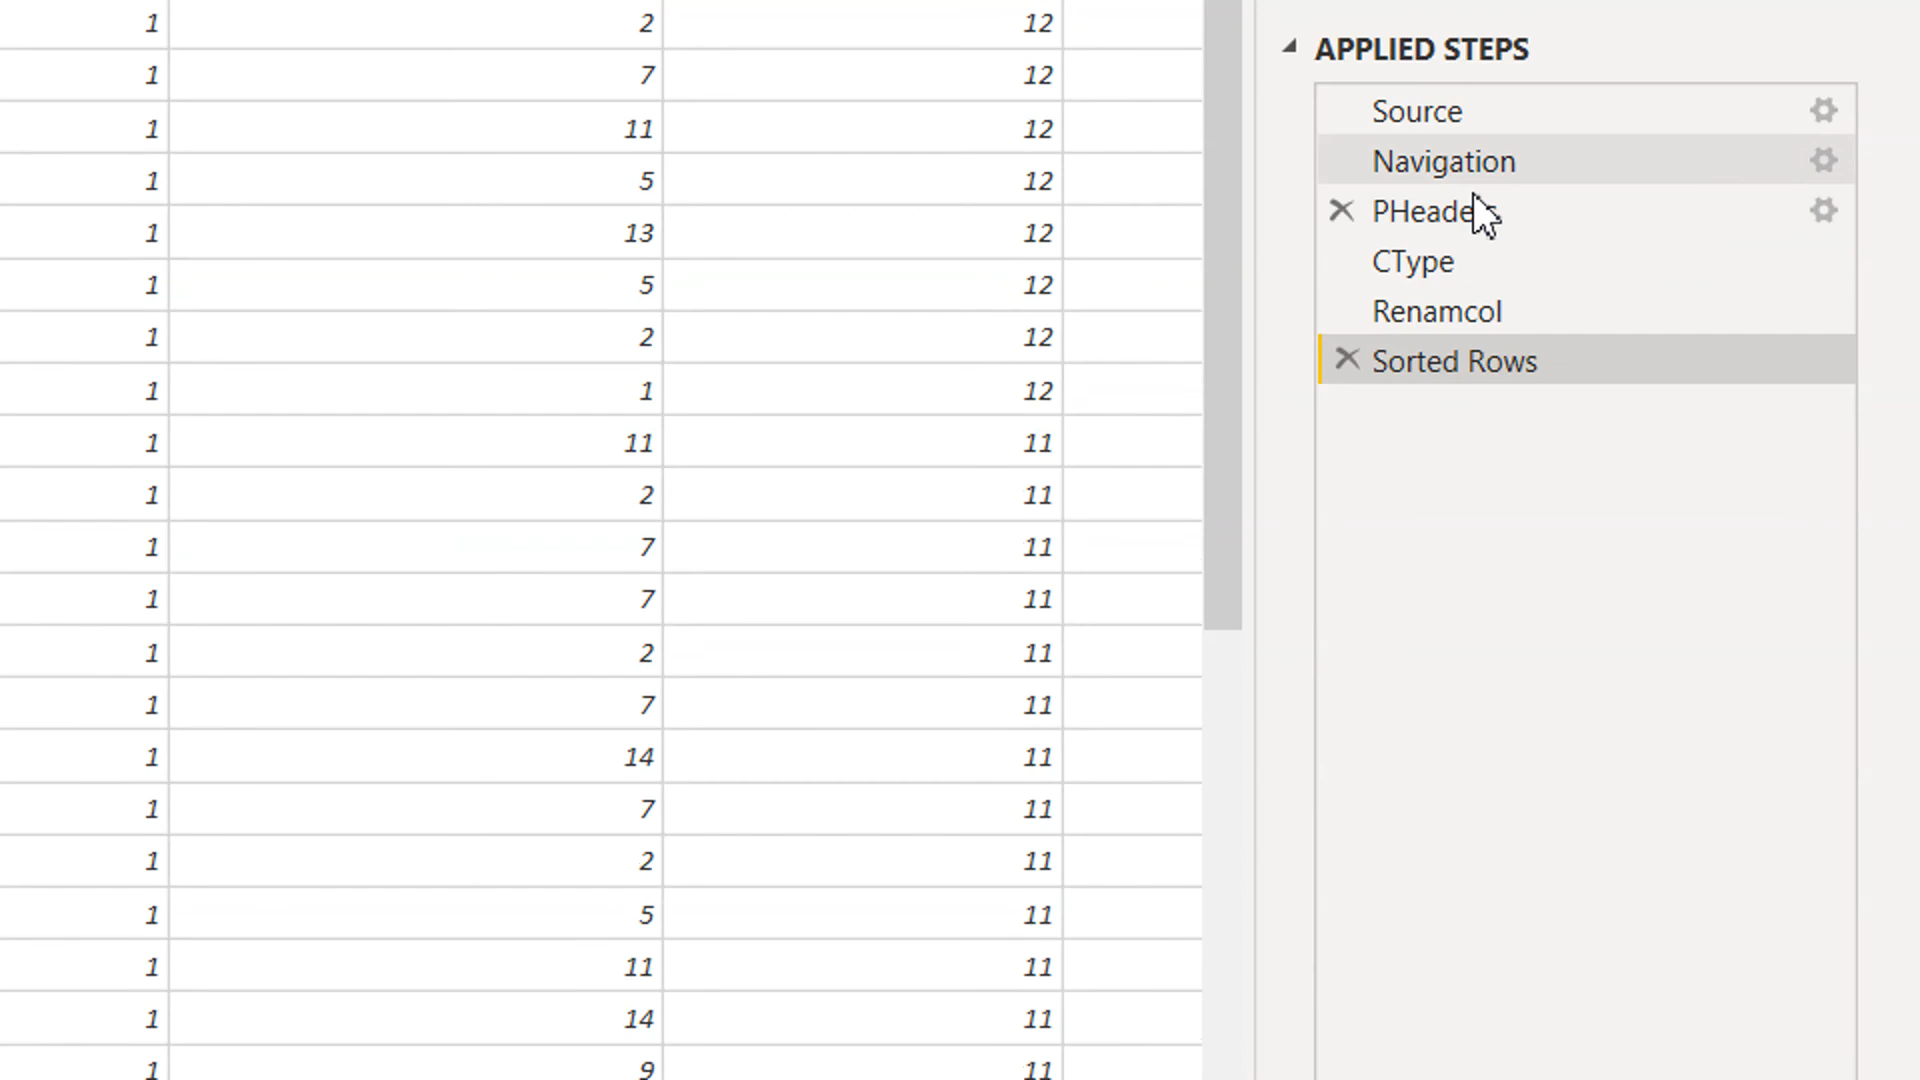 1 2 12
1 7 12
1 11 12
1 5 12
1 13 12
1 5 12
1 2 12
1 1 12
1 11 11
1 2 11
1 7 11
1 7 11
1 2 11
1 7 11
1 14 11
1 7 11
1 2 11
1 5 11
1 11 11
1 14 11
1 9 11
APPLIED STEPS
Source
Navigation
CType
Renamcol
Sorted Rows